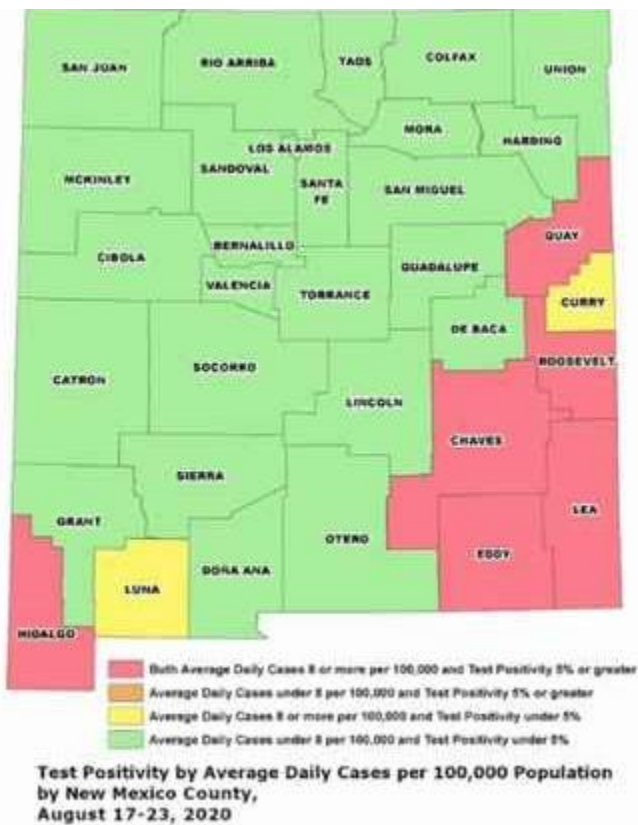 SAN JUAN
RIO ARRIBA
TAOS
COLFAX
UNION
MORA
HARDING
LOS ALAMOS
SANDOVAL
MCKINLEY
SANTA
FE
SAN MIGUEL
QUAY
BERNALILLO
CIBOLA
GUADALUPE
VALENCIA
TORRANCE
CURRY
DE BACA
ROOSEVELT
SOCORRO
CATRON
LINCOLN
CHAVES
SIERRA
LEA
GRANT
OTERO
EDDY
DOÑA ANA
LUNA
HIDALGO
Both Average Daily Cases 8 or more per 100,000 and Test Positivity 5% or greater
Average Daily Cases under 8 per 100,000 and Test Positivity 5% or greater
Average Daily Cases 8 or more per 100,000 and Test Positivity under 5%
Average Daily Cases under 8 per 100,000 and Test Positivity under 5%
Test Positivity by Average Daily Cases per 100,000 Population
by New Mexico County,
August 17-23, 2020